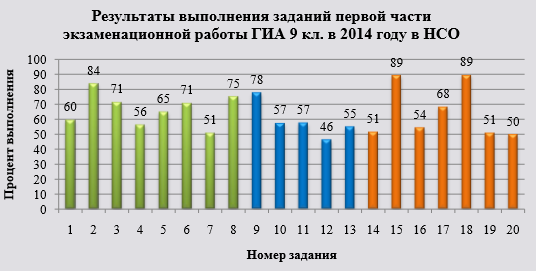 Результаты выполнения заданий первой части
экзаменационной работы ГИА 9 кл. в 2014 году в НСО
Процент выполнения
100
90
80
70
60
50
40
30
20
10
0
60 84 71 56 65 71 51 75 78 57 57 46 55 51 89 54 68 89 51 50
1 2 3 4 5 6 7 8 9 10 11 12 13 14 15 16 17 18 19 20
Номер задания